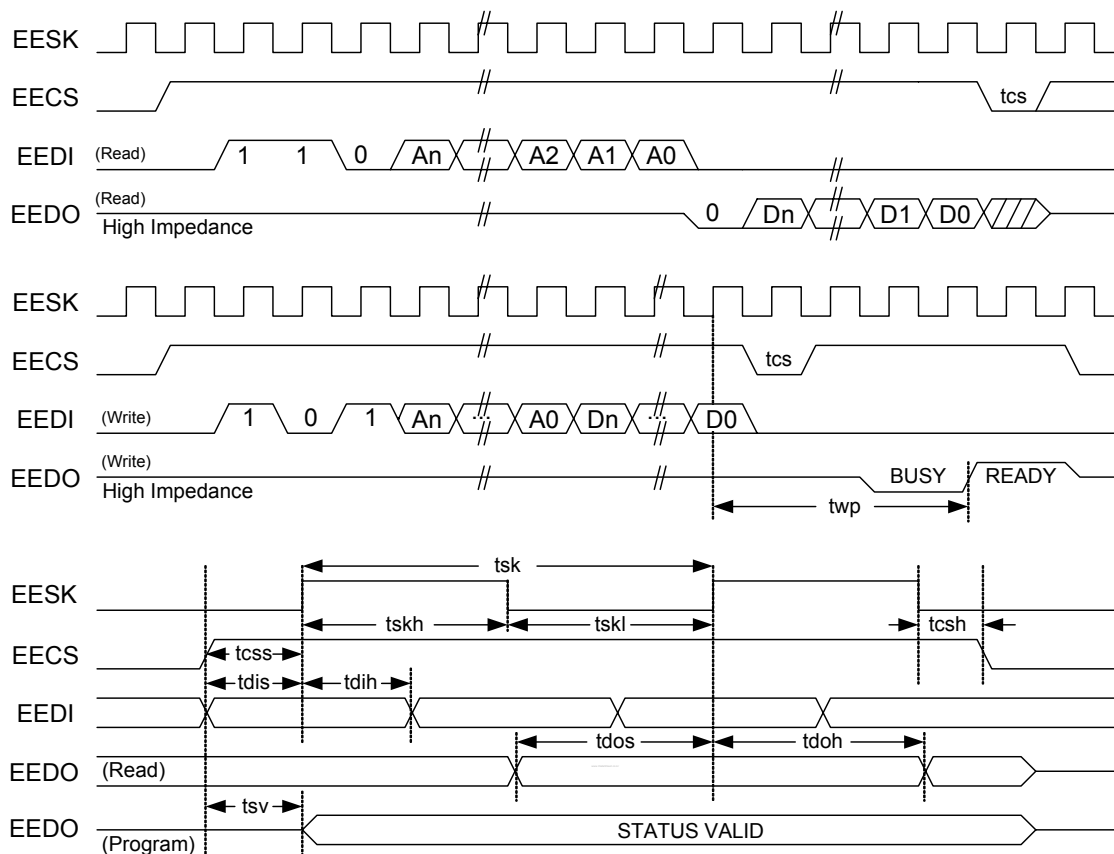 EESK
EECS tcs
EEDI (Read) 1 1 0 An A2 A1 A0
EEDO (Read) High Impedance 0 Dn D1 D0
EESK
EECS tcs
EEDI (Write) 1 0 1 An ... A0 Dn ... D0
EEDO (Write) High Impedance BUSY READY
twp
tsk
EESK
tskh tskl tcsh
EECS
tcss
tdis tdih
EEDI
tdos tdoh
EEDO (Read)
tsv
EEDO (Program) STATUS VALID